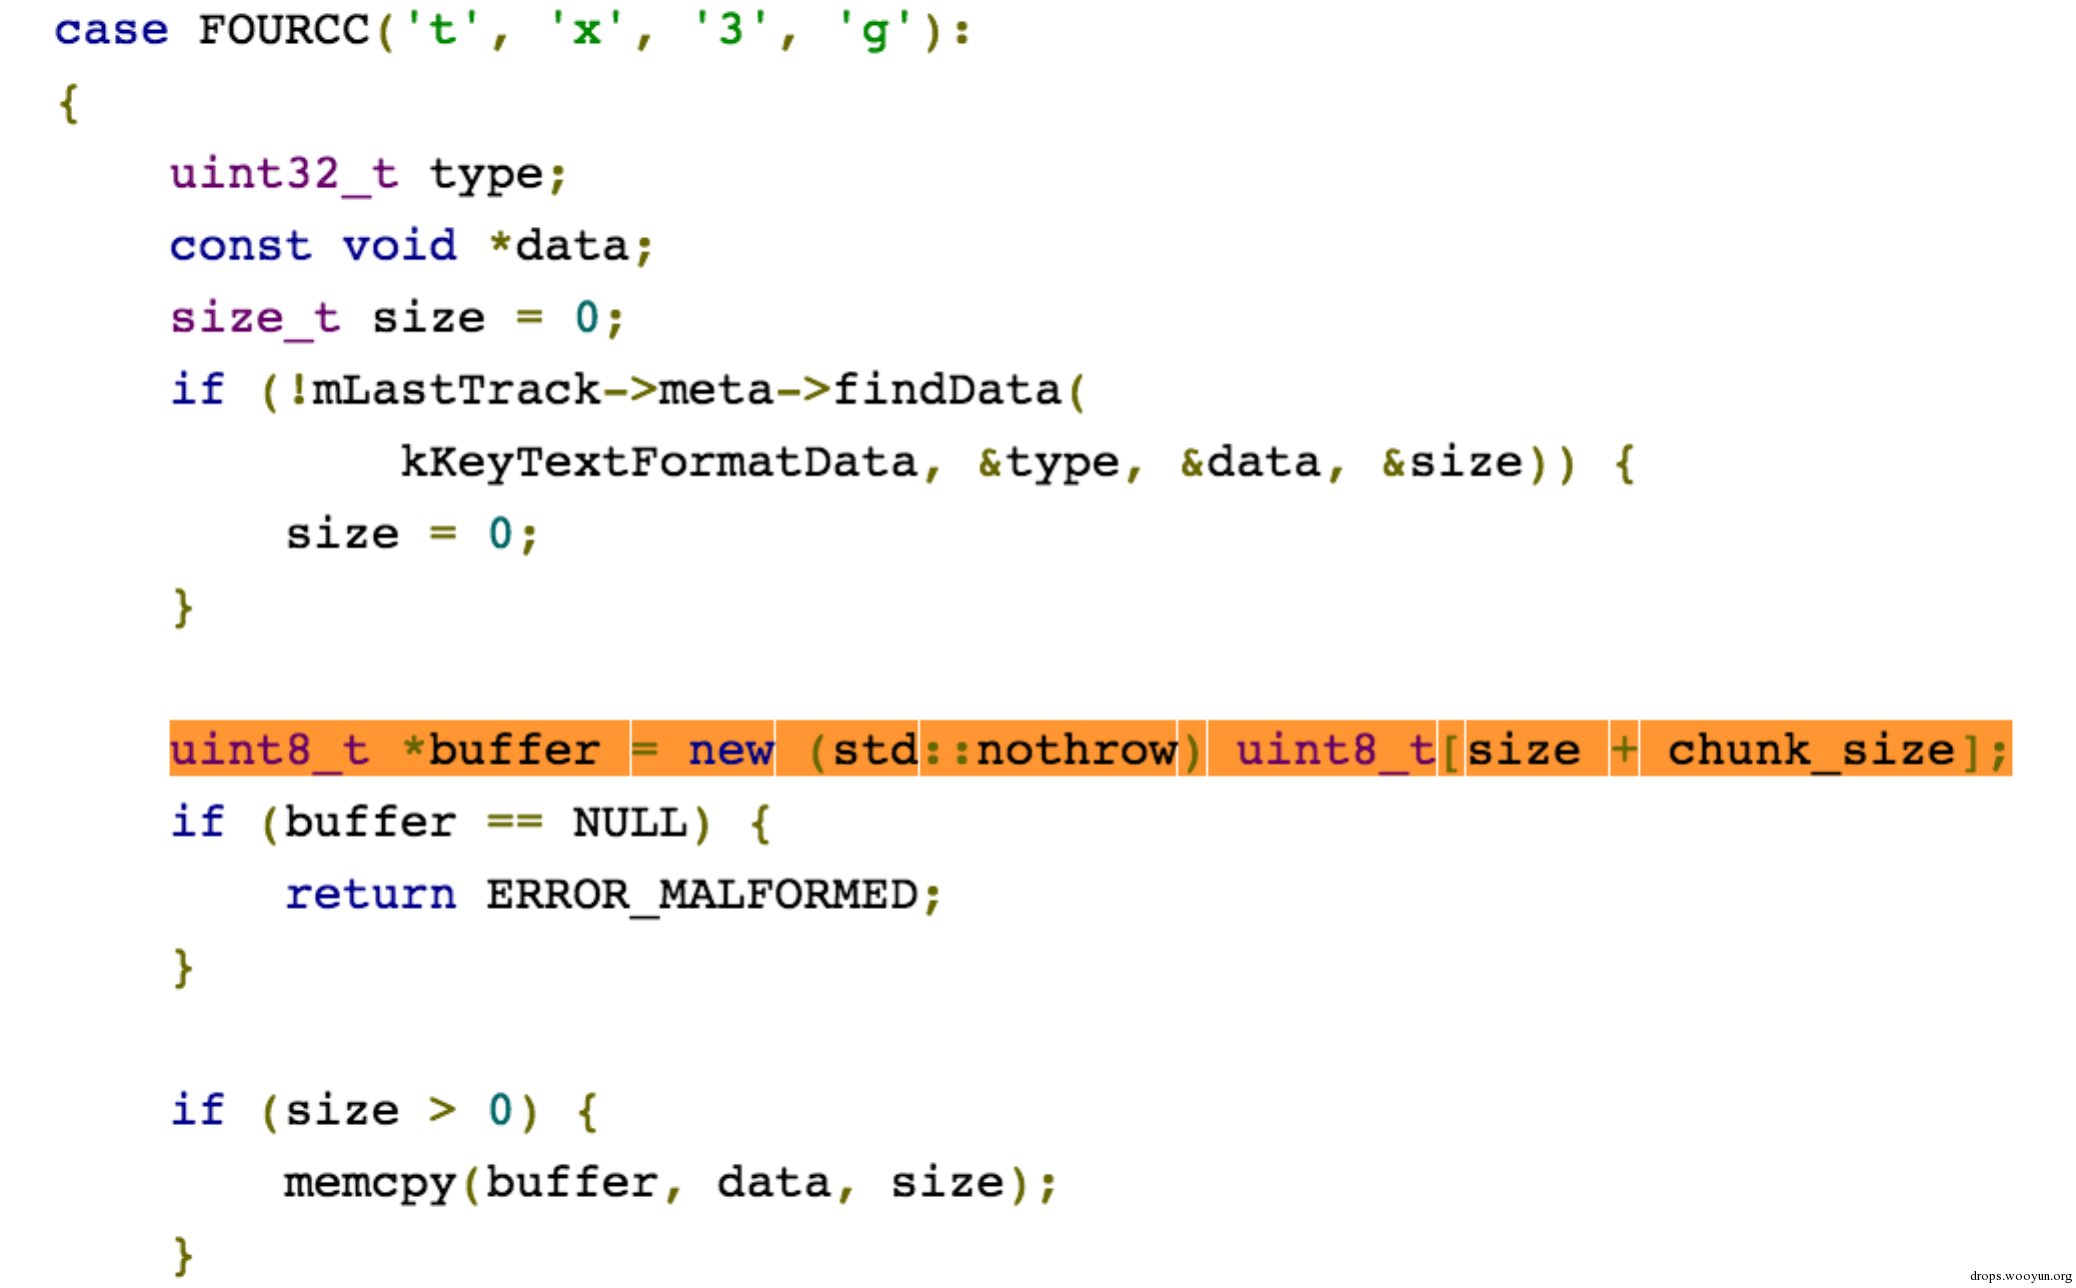 case FOURCC('t', 'x', '3', 'g'):
{
    uint32_t type;
    const void *data;
    size_t size = 0;
    if (!mLastTrack->meta->findData(
            kKeyTextFormatData, &type, &data, &size)) {
        size = 0;
    }

    uint8_t *buffer = new (std::nothrow) uint8_t[size + chunk_size];
    if (buffer == NULL) {
        return ERROR_MALFORMED;
    }

    if (size > 0) {
        memcpy(buffer, data, size);
    }
drops.wooyun.org